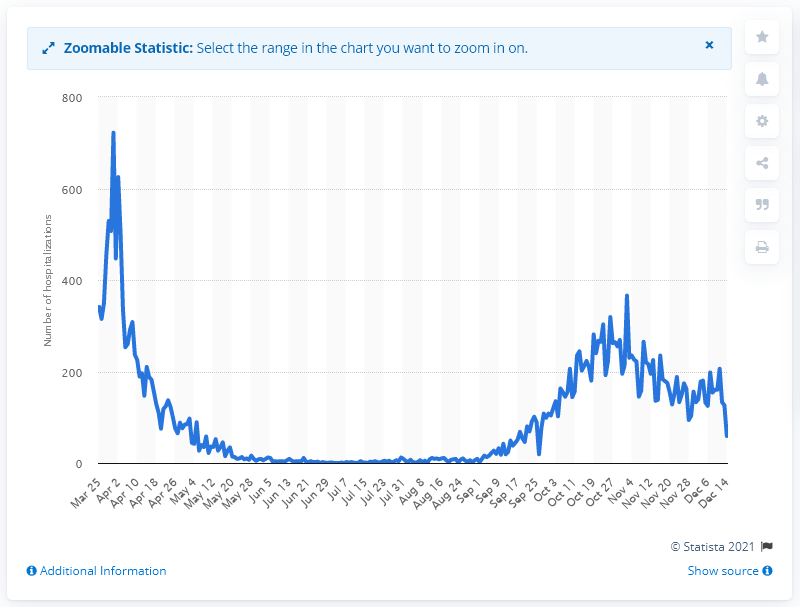 Zoomable Statistic: Select the range in the chart you want to zoom in on.
×
800
600
400
200
0
Number of hospitalizations
Mar 25
Apr 2
Apr 10
Apr 18
Apr 26
May 4
May 12
May 20
May 28
Jun 5
Jun 13
Jun 21
Jun 29
Jul 7
Jul 15
Jul 23
Jul 31
Aug 8
Aug 16
Aug 24
Sep 1
Sep 9
Sep 17
Sep 25
Oct 3
Oct 11
Oct 19
Oct 27
Nov 4
Nov 12
Nov 20
Nov 28
Dec 6
Dec 14
© Statista 2021
Additional Information
Show source